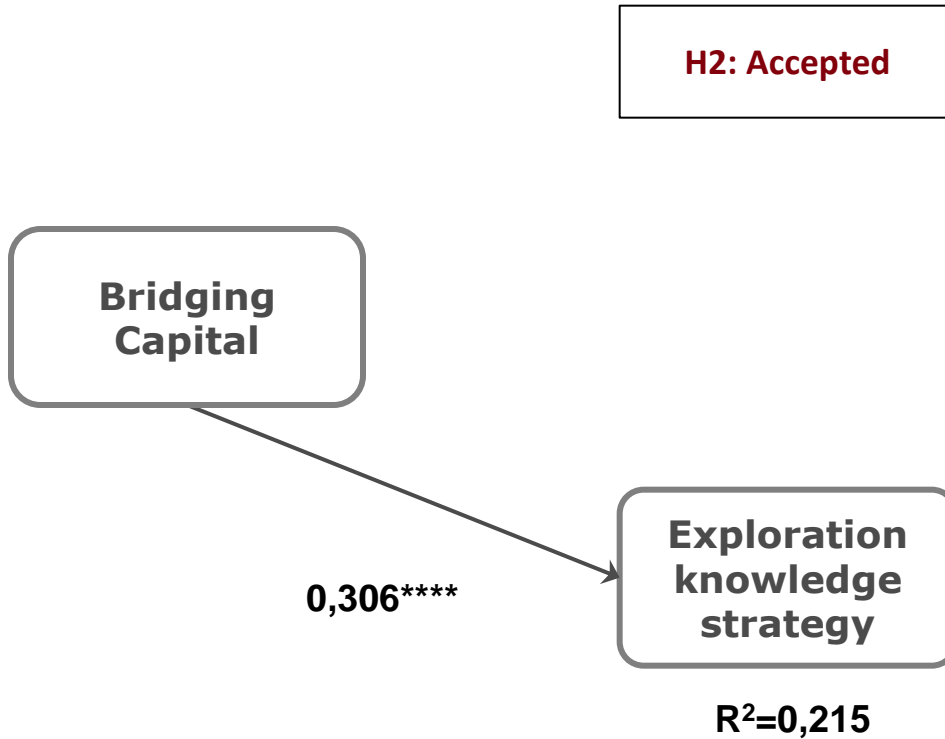 H2: Accepted
Bridging
Capital
Exploration
knowledge
strategy
0,306****
R²=0,215